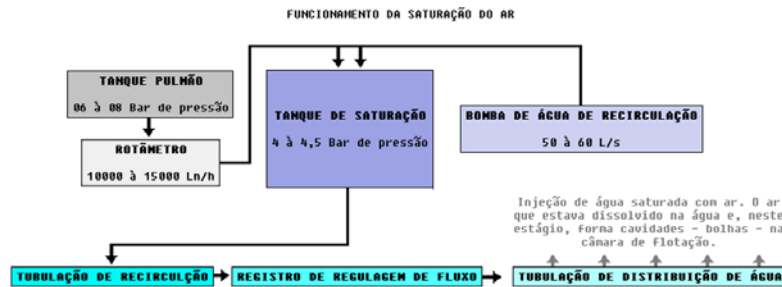 FUNCIONAMENTO DA SATURAÇÃO DO AR
TANQUE PULMÃO
06 à 08 Bar de pressão
ROTÂMETRO
10000 à 15000 Ln/h
TANQUE DE SATURAÇÃO
4 à 4,5 Bar de pressão
BOMBA DE ÁGUA DE RECIRCULAÇÃO
50 à 60 L/s
Injeção de água saturada com ar. O ar
que estava dissolvido na água e, neste
estágio, forma cavidades - bolhas - na
câmara de flotação.
TUBULAÇÃO DE RECIRCULÇÃO
REGISTRO DE REGULAGEM DE FLUXO
TUBULAÇÃO DE DISTRIBUIÇÃO DE ÁGUA